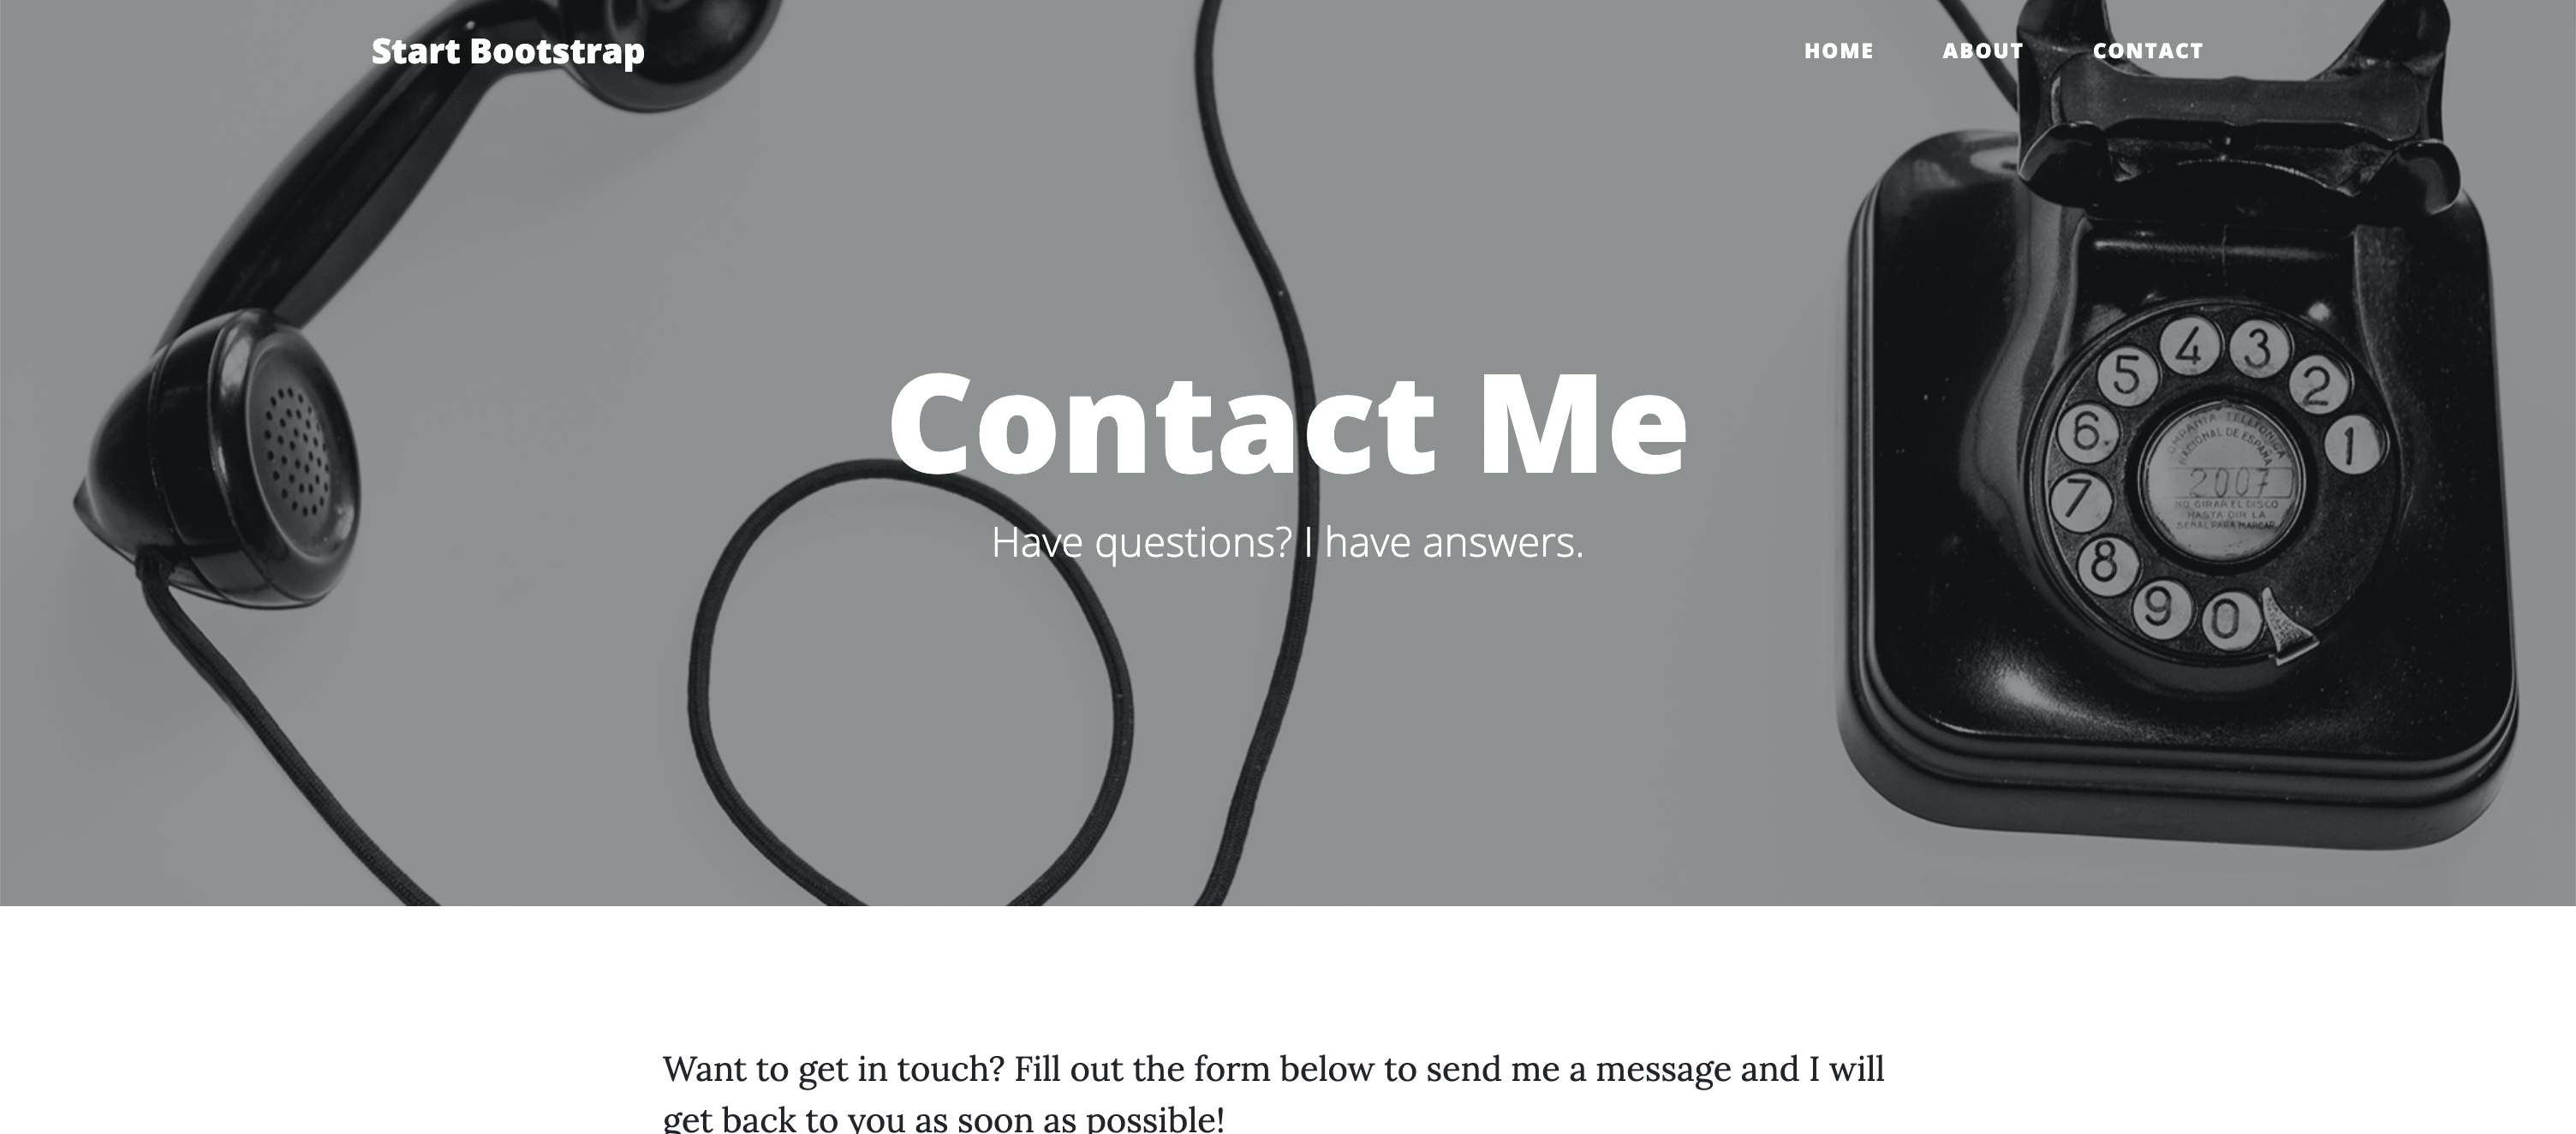 Start Bootstrap
HOME ABOUT CONTACT
Contact Me
Have questions? I have answers.
4 3
5 2
6 1
7
8
9 0
COMPAÑIA TELEFONICA
NACIONAL DE ESPAÑA
2007
NO GIRAR EL DISCO
HASTA OIR LA
SEÑAL PARA MARCAR
Want to get in touch? Fill out the form below to send me a message and I will
get back to you as soon as possible!